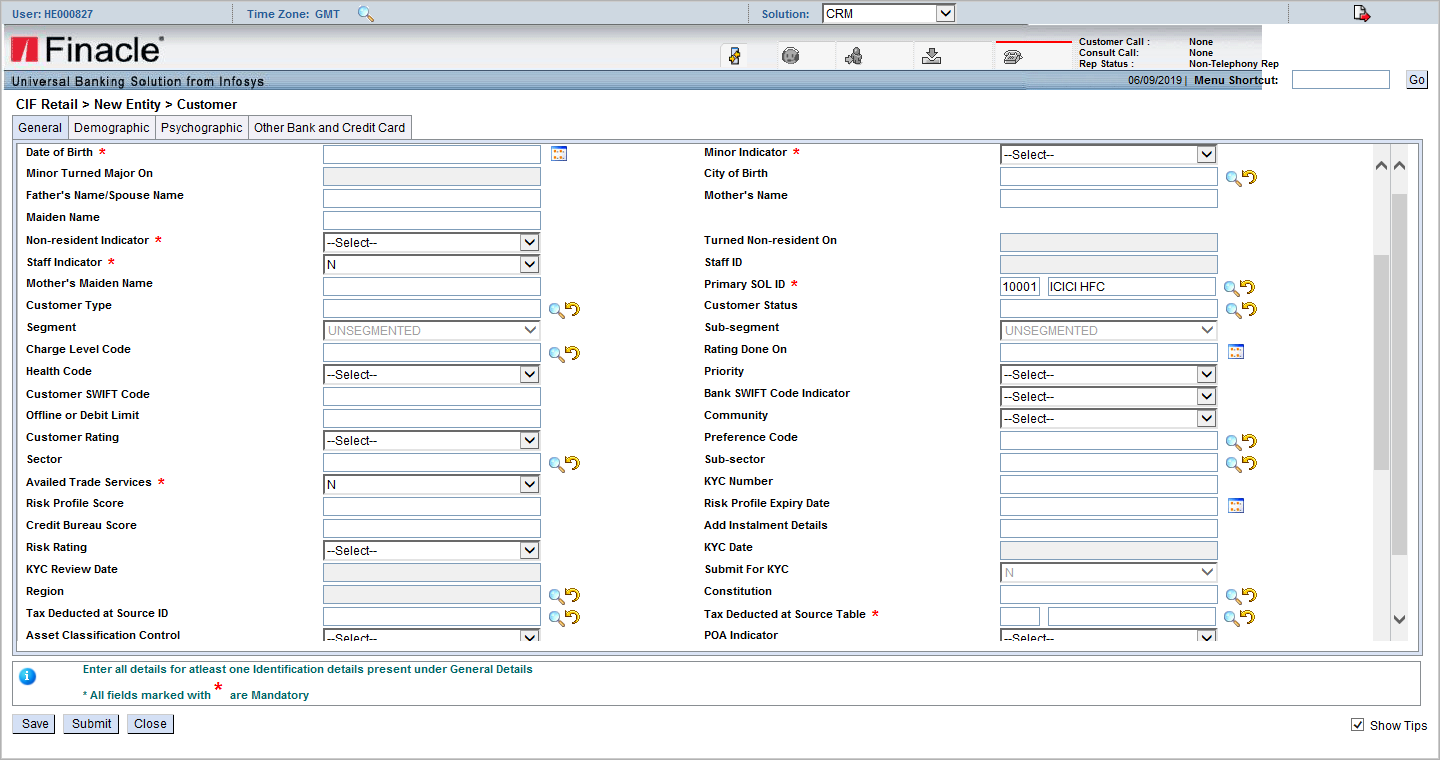 User: HE000827 Time Zone: GMT Solution: CRM
Finacle
Customer Call : None
Consult Call: None
Rep Status : Non-Telephony Rep
Universal Banking Solution from Infosys 06/09/2019 | Menu Shortcut: Go
CIF Retail > New Entity > Customer
General Demographic Psychographic Other Bank and Credit Card
Date of Birth * Minor Indicator * --Select--
Minor Turned Major On City of Birth
Father's Name/Spouse Name Mother's Name
Maiden Name
Non-resident Indicator * --Select-- Turned Non-resident On
Staff Indicator * N Staff ID
Mother's Maiden Name Primary SOL ID * 10001 ICICI HFC
Customer Type Customer Status
Segment UNSEGMENTED Sub-segment UNSEGMENTED
Charge Level Code Rating Done On
Health Code --Select-- Priority --Select--
Customer SWIFT Code Bank SWIFT Code Indicator --Select--
Offline or Debit Limit Community --Select--
Customer Rating --Select-- Preference Code
Sector Sub-sector
Availed Trade Services * N KYC Number
Risk Profile Score Risk Profile Expiry Date
Credit Bureau Score Add Instalment Details
Risk Rating --Select-- KYC Date
KYC Review Date Submit For KYC N
Region Constitution
Tax Deducted at Source ID Tax Deducted at Source Table *
Asset Classification Control --Select-- POA Indicator --Select--
Enter all details for atleast one Identification details present under General Details
* All fields marked with * are Mandatory
Save Submit Close Show Tips